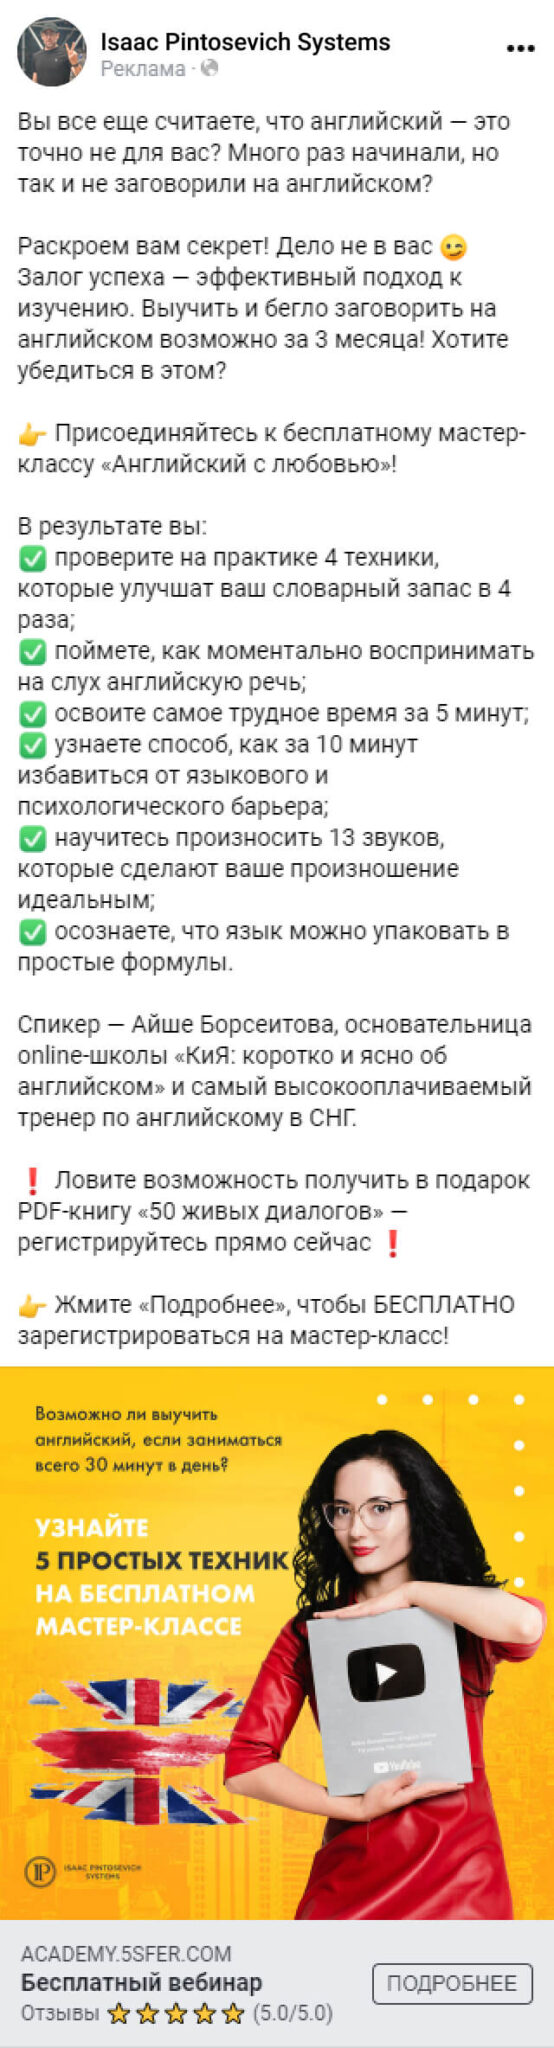 Isaac Pintosevich Systems
Реклама ·
Вы все еще считаете, что английский — это
точно не для вас? Много раз начинали, но
так и не заговорили на английском?
Раскроем вам секрет! Дело не в вас 😉
Залог успеха — эффективный подход к
изучению. Выучить и бегло заговорить на
английском возможно за 3 месяца! Хотите
убедиться в этом?
👉 Присоединяйтесь к бесплатному мастер-
классу «Английский с любовью»!
В результате вы:
✅ проверите на практике 4 техники,
которые улучшат ваш словарный запас в 4
раза;
✅ поймете, как моментально воспринимать
на слух английскую речь;
✅ освоите самое трудное время за 5 минут;
✅ узнаете способ, как за 10 минут
избавиться от языкового и
психологического барьера;
✅ научитесь произносить 13 звуков,
которые сделают ваше произношение
идеальным;
✅ осознаете, что язык можно упаковать в
простые формулы.
Спикер — Айше Борсеитова, основательница
online-школы «КиЯ: коротко и ясно об
английском» и самый высокооплачиваемый
тренер по английскому в СНГ.
❗ Ловите возможность получить в подарок
PDF-книгу «50 живых диалогов» —
регистрируйтесь прямо сейчас ❗
👉 Жмите «Подробнее», чтобы БЕСПЛАТНО
зарегистрироваться на мастер-класс!
Возможно ли выучить
английский, если заниматься
всего 30 минут в день?
УЗНАЙТЕ
5 ПРОСТЫХ ТЕХНИК
НА БЕСПЛАТНОМ
МАСТЕР-КЛАССЕ
YouTube
IP
ISAAC PINTOSEVICH
SYSTEMS
ACADEMY.5SFER.COM
Бесплатный вебинар
Отзывы ⭐⭐⭐⭐⭐ (5.0/5.0)
ПОДРОБНЕЕ